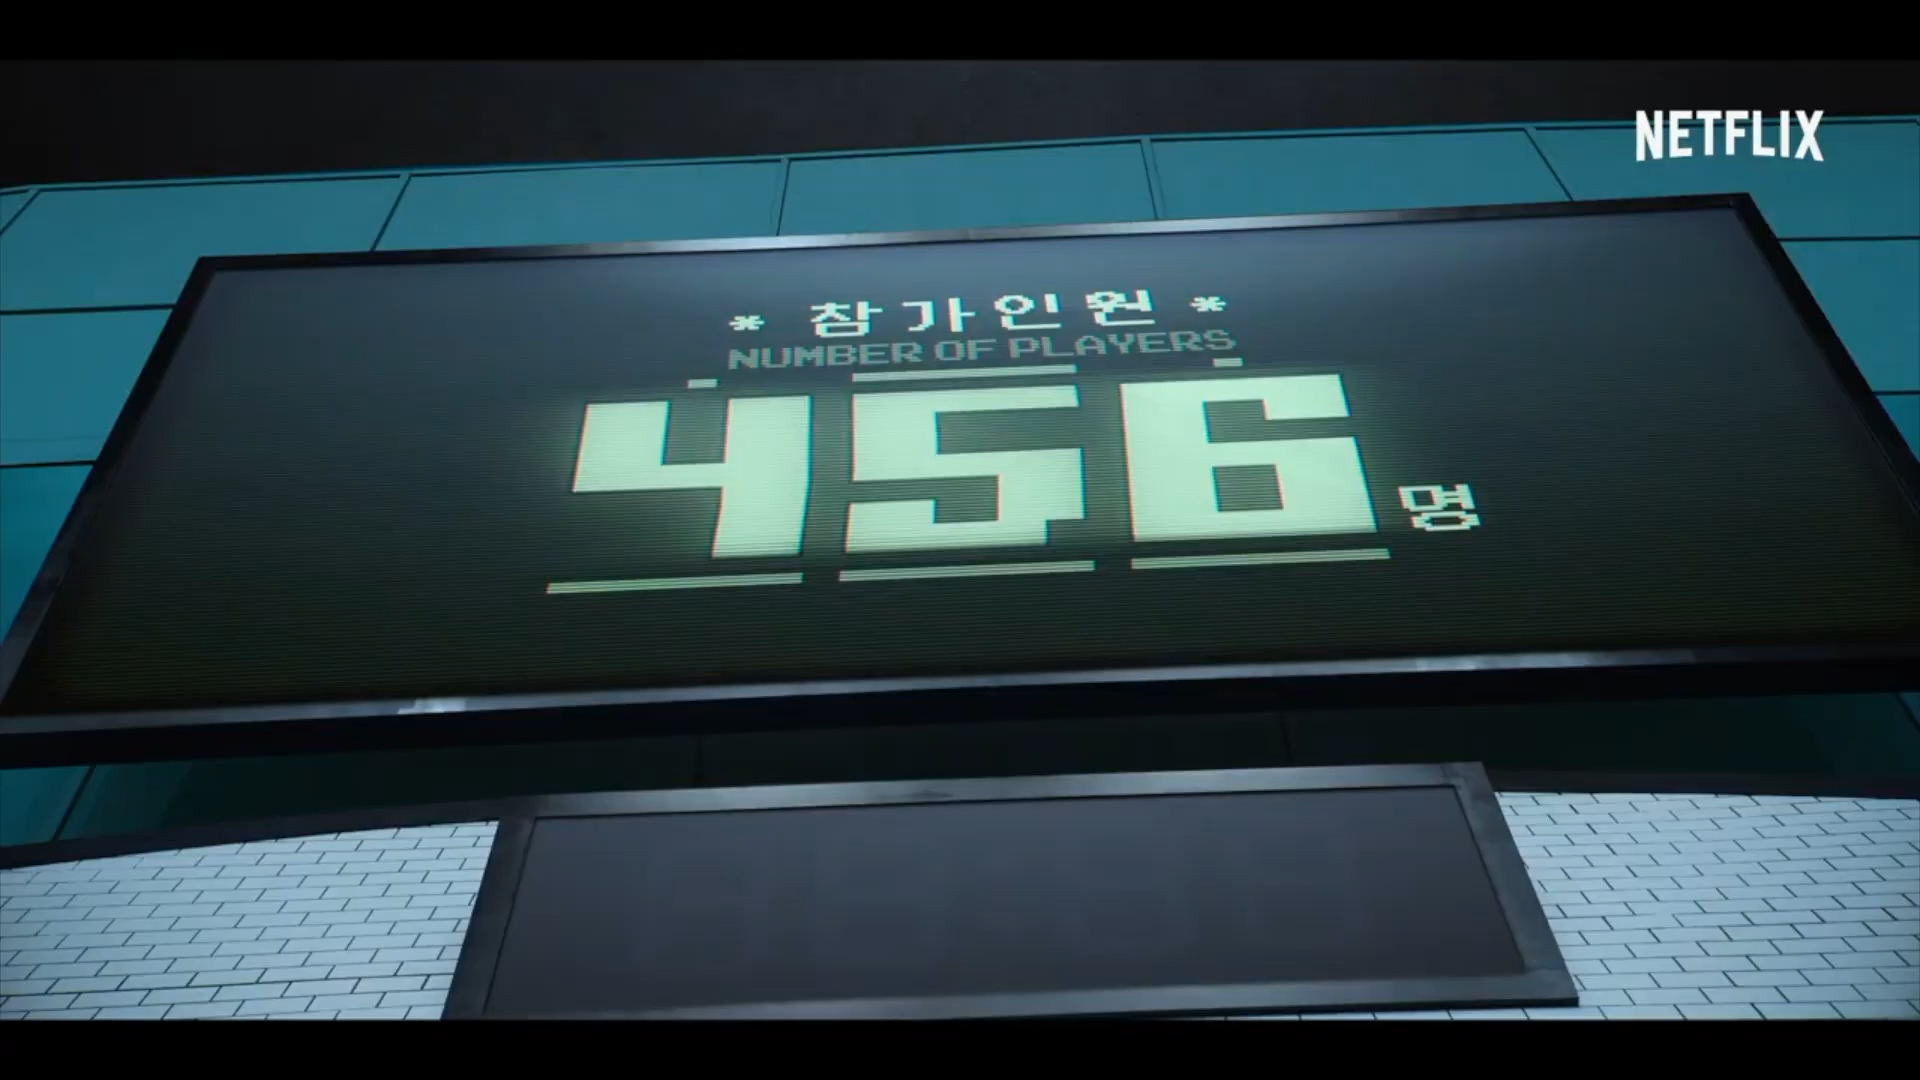 NETFLIX
* 참가인원 *
NUMBER OF PLAYERS
456 명